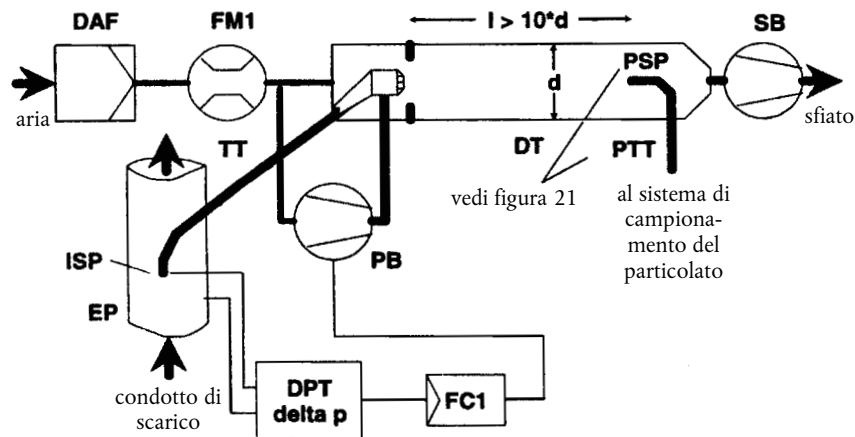 DAF
FM1
l > 10*d
SB
PSP
d
aria
sfiato
TT
DT
PTT
vedi figura 21
al sistema di
campiona-
mento del
particolato
ISP
PB
EP
condotto di
scarico
DPT
delta p
FC1